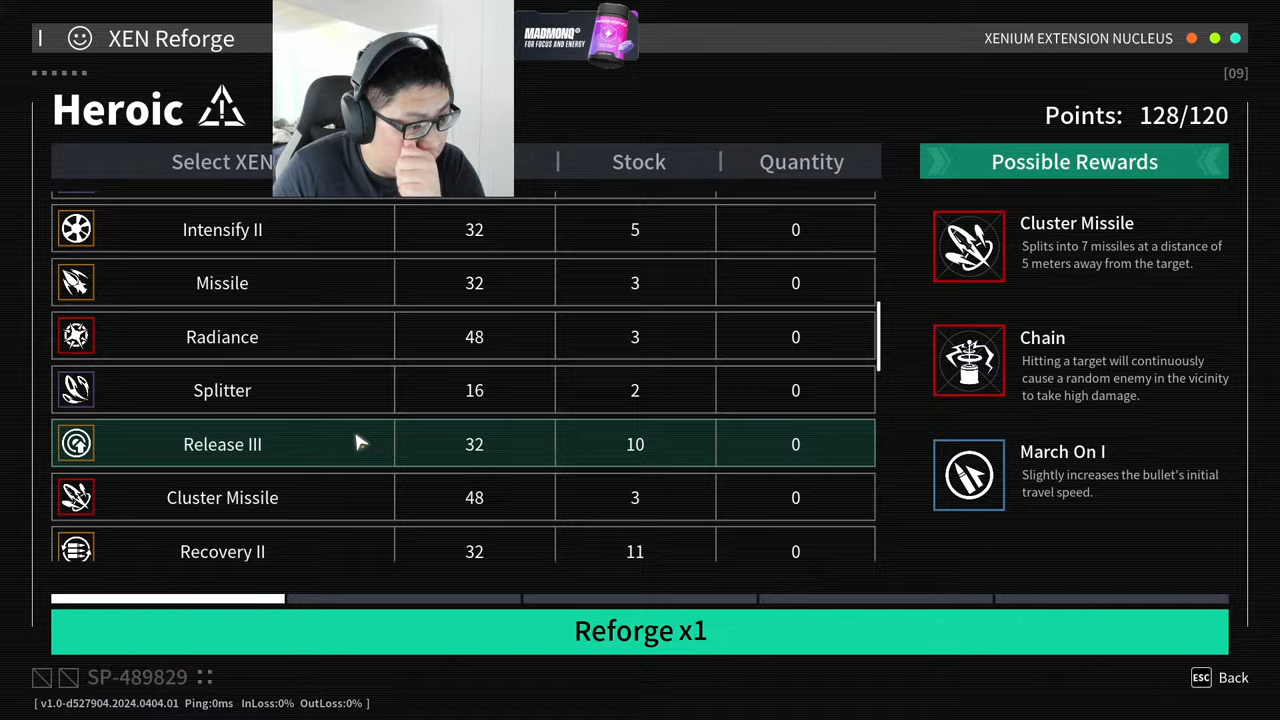 XEN Reforge
MADMONQ®
FOR FOCUS AND ENERGY
XENIUM EXTENSION NUCLEUS
[09]
Heroic
Points: 128/120
Select XEN
Stock
Quantity
Possible Rewards
Intensify II 32 5 0
Missile 32 3 0
Radiance 48 3 0
Splitter 16 2 0
Release III 32 10 0
Cluster Missile 48 3 0
Recovery II 32 11 0
Cluster Missile
Splits into 7 missiles at a distance of
5 meters away from the target.
Chain
Hitting a target will continuously
cause a random enemy in the vicinity
to take high damage.
March On I
Slightly increases the bullet's initial
travel speed.
Reforge x1
SP-489829
ESC Back
[ v1.0-d527904.2024.0404.01 Ping:0ms InLoss:0% OutLoss:0% ]